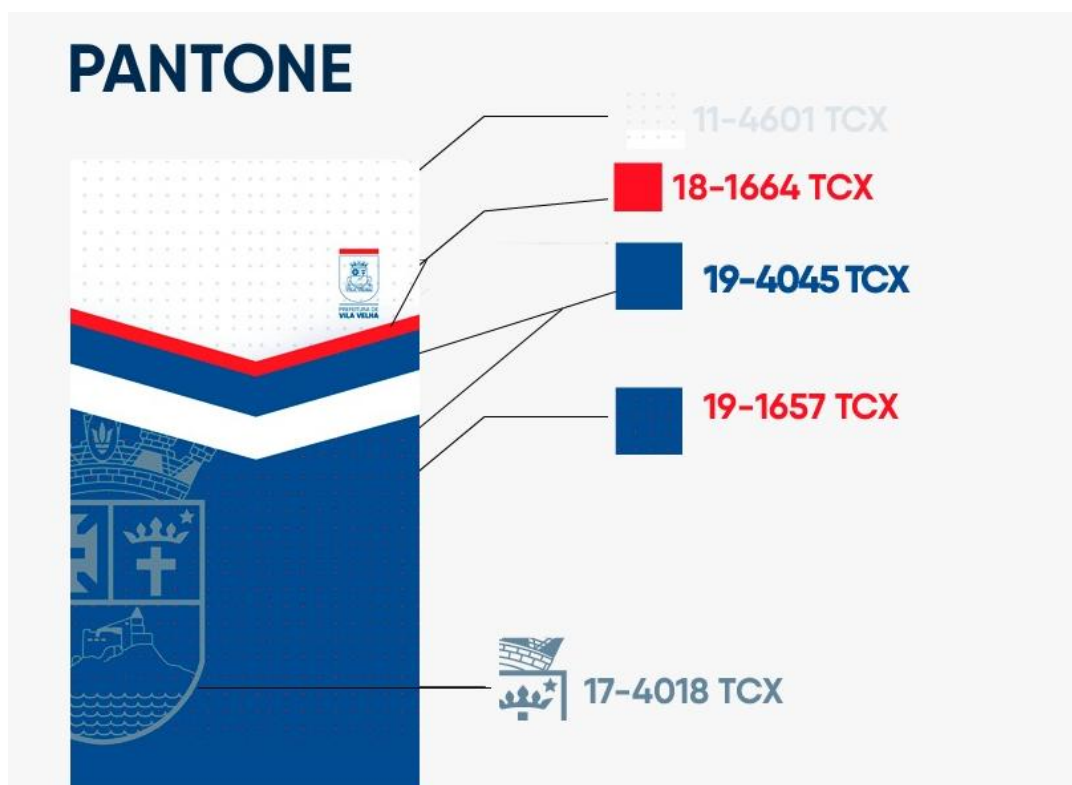 PANTONE
11-4601 TCX
18-1664 TCX
19-4045 TCX
PREFEITURA DE
VILA VELHA
19-1657 TCX
17-4018 TCX